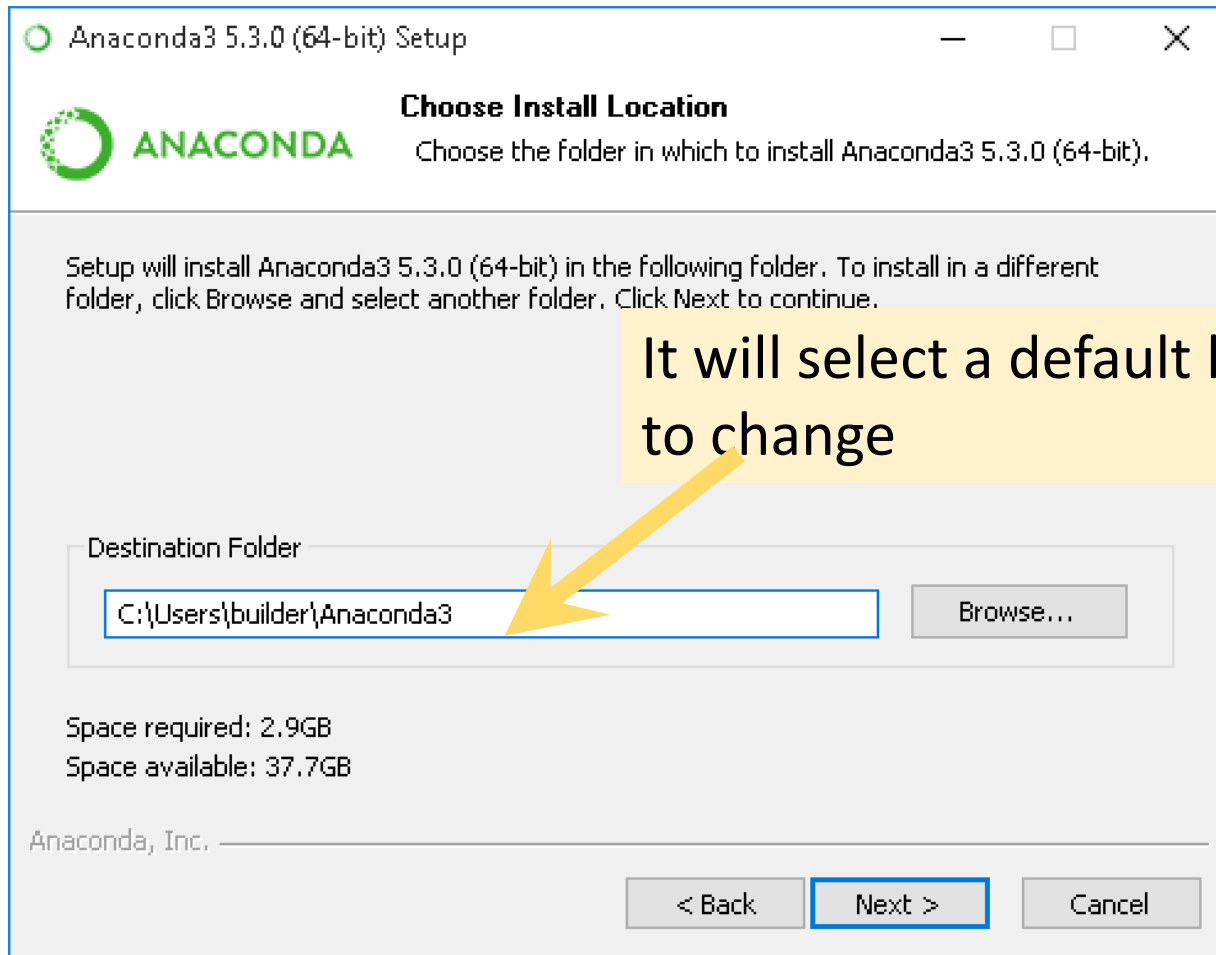 Anaconda3 5.3.0 (64-bit) Setup
ANACONDA
Choose Install Location
Choose the folder in which to install Anaconda3 5.3.0 (64-bit).
Setup will install Anaconda3 5.3.0 (64-bit) in the following folder. To install in a different
folder, click Browse and select another folder. Click Next to continue.
It will select a default
to change
Destination Folder
C:\Users\builder\Anaconda3
Browse...
Space required: 2.9GB
Space available: 37.7GB
Anaconda, Inc.
< Back
Next >
Cancel